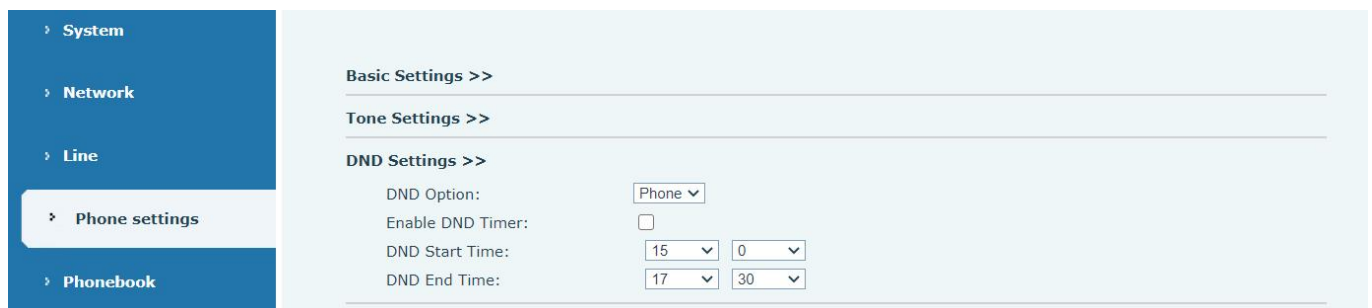 System
Network
Line
Phone settings
Phonebook
Basic Settings >>
Tone Settings >>
DND Settings >>
DND Option: Phone
Enable DND Timer:
DND Start Time: 15 0
DND End Time: 17 30